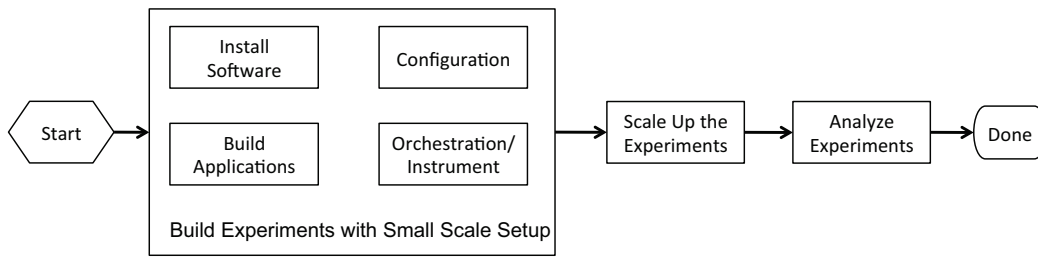 Start
Install
Software
Configuration
Build
Applications
Orchestration/
Instrument
Build Experiments with Small Scale Setup
Scale Up the
Experiments
Analyze
Experiments
Done